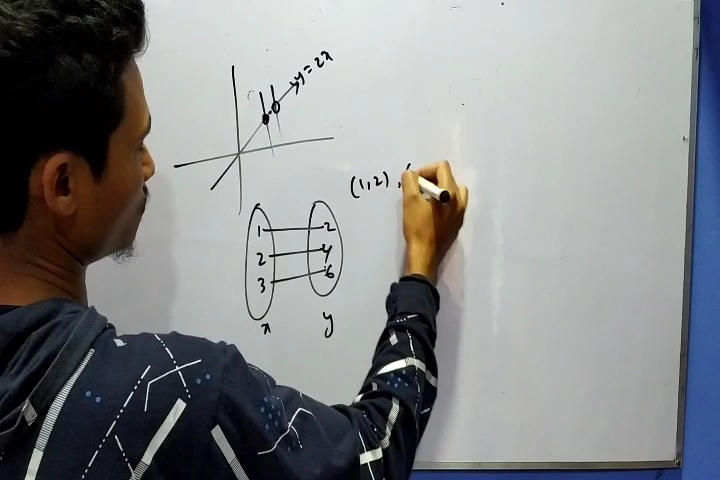 y=2x
(1,2), (
1 2
2 4
3 6
x y